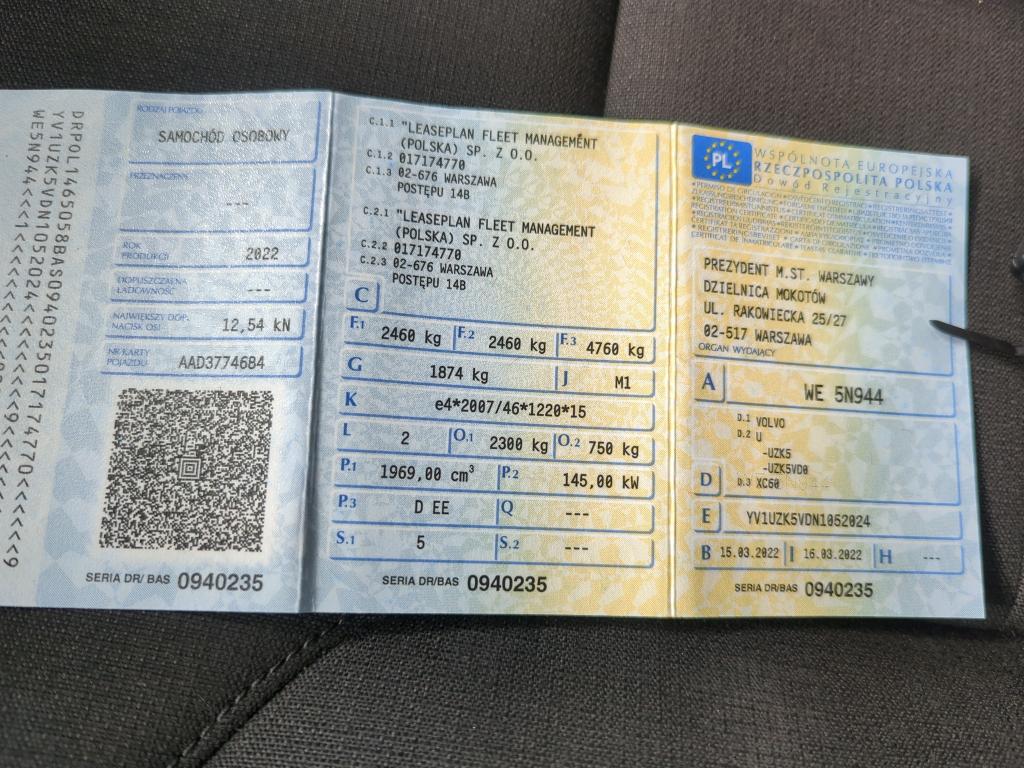 DRPOL1465058BAS0940235017174770<<<<<<9
YV1UZK5VDN1052024<<
WE5N944<<<1<<
RODZAJ POJAZDU
SAMOCHÓD OSOBOWY
PRZEZNACZENIE
---
ROK PRODUKCJI
2022
DOPUSZCZALNA ŁADOWNOŚĆ
---
NAJWIĘKSZY DOP. NACISK OSI
12,54 kN
NR KARTY POJAZDU
AAD3774684
SERIA DR/ BAS 0940235
C.1.1 "LEASEPLAN FLEET MANAGEMENT
(POLSKA) SP. Z O.O.
C.1.2 017174770
C.1.3 02-676 WARSZAWA
POSTĘPU 14B
C.2.1 "LEASEPLAN FLEET MANAGEMENT
(POLSKA) SP. Z O.O.
C.2.2 017174770
C.2.3 02-676 WARSZAWA
POSTĘPU 14B
C
F.1 2460 kg F.2 2460 kg F.3 4760 kg
G 1874 kg J M1
K e4*2007/46*1220*15
L 2 O.1 2300 kg O.2 750 kg
P.1 1969,00 cm³ P.2 145,00 kW
P.3 D EE Q ---
S.1 5 S.2 ---
SERIA DR/BAS 0940235
PL
WSPÓLNOTA EUROPEJSKA
RZECZPOSPOLITA POLSKA
Dowód Rejestracyjny
PREZYDENT M.ST. WARSZAWY
DZIELNICA MOKOTÓW
UL. RAKOWIECKA 25/27
02-517 WARSZAWA
ORGAN WYDAJĄCY
A WE 5N944
D.1 VOLVO
D.2 U
-UZK5
-UZK5VD0
D D.3 XC60
E YV1UZK5VDN1052024
B 15.03.2022 I 16.03.2022 H ---
SERIA DR/BAS 0940235